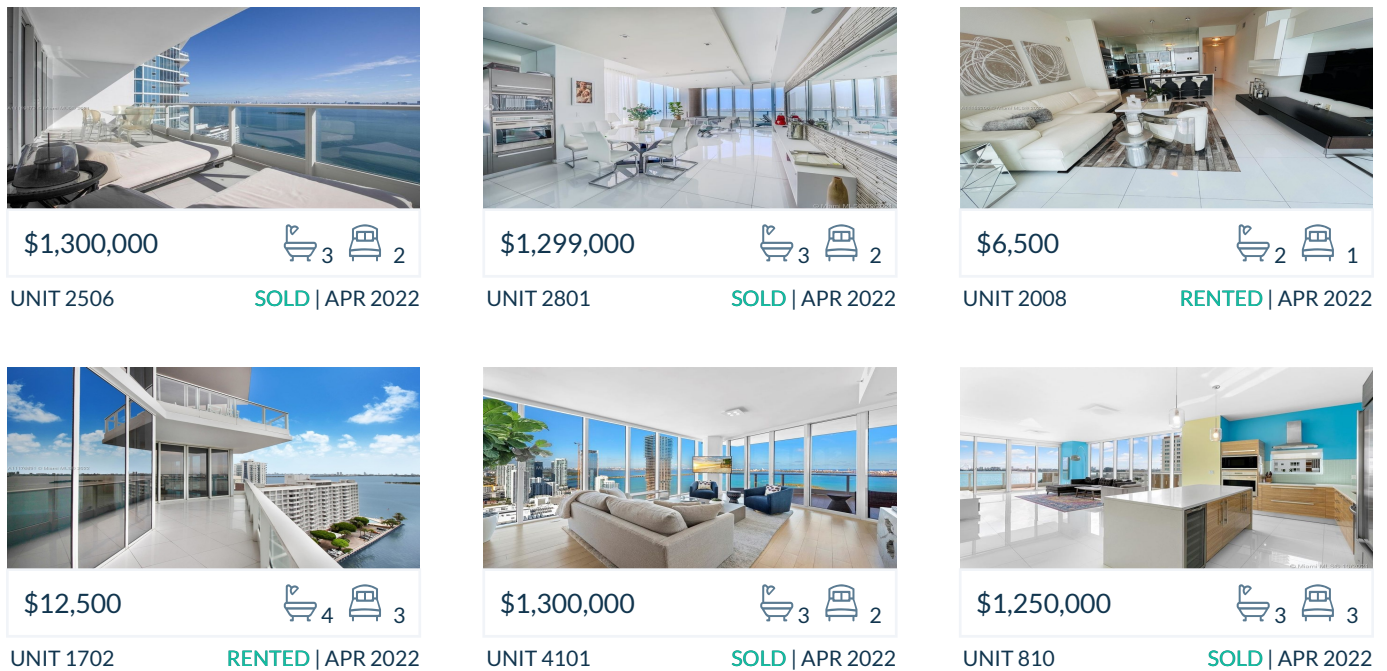 $1,300,000 3 2
UNIT 2506 SOLD | APR 2022
$1,299,000 3 2
UNIT 2801 SOLD | APR 2022
$6,500 2 1
UNIT 2008 RENTED | APR 2022
$12,500 4 3
UNIT 1702 RENTED | APR 2022
$1,300,000 3 2
UNIT 4101 SOLD | APR 2022
$1,250,000 3 3
UNIT 810 SOLD | APR 2022